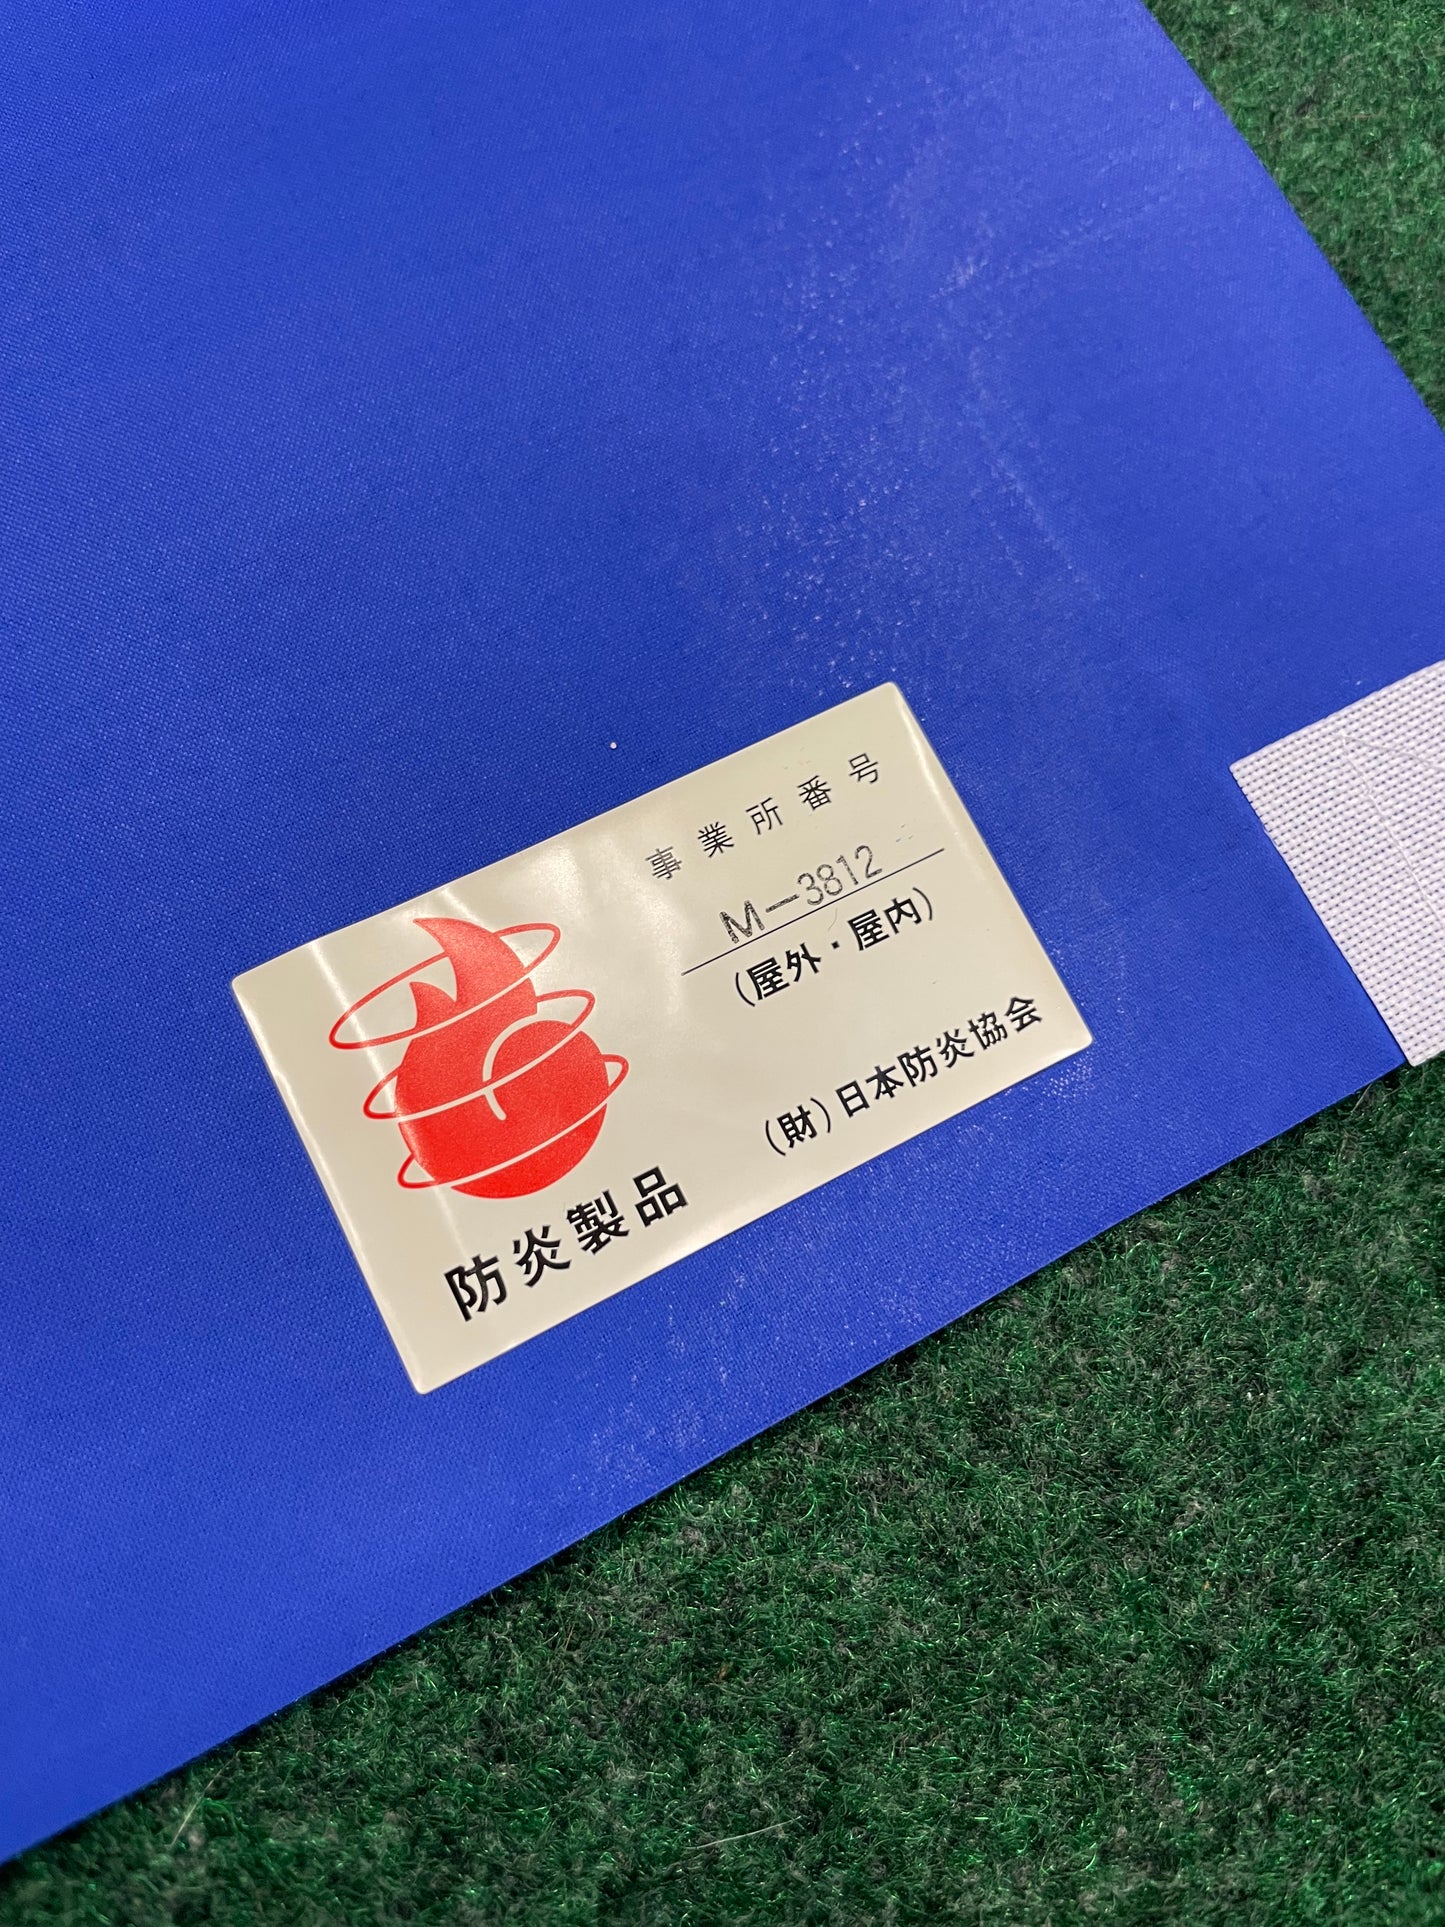 事業所番号
M-3812
(屋外・屋内)
(財)日本防炎協会
防炎製品